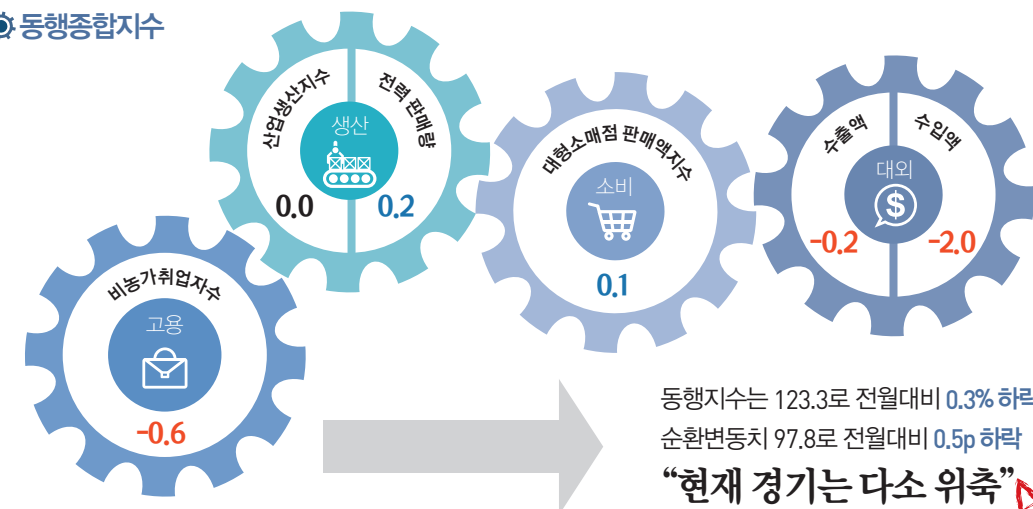 동행종합지수
산업생산지수
전력 판매량
생산
0.0
0.2
대형소매점 판매액지수
소비
0.1
수출액
수입액
대외
$
-0.2
-2.0
비농가취업자수
고용
-0.6
동행지수는 123.3로 전월대비 0.3% 하락
순환변동치 97.8로 전월대비 0.5p 하락
“현재 경기는 다소 위축”